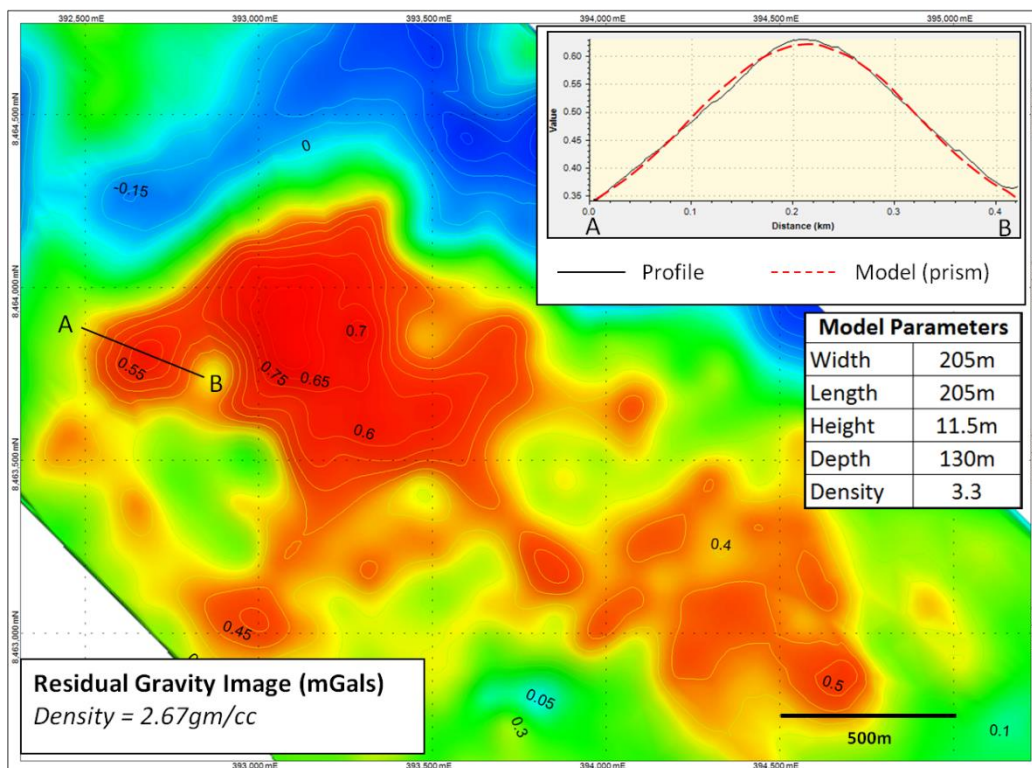 392,500 mE
393,000 mE
393,500 mE
394,000 mE
394,500 mE
395,000 mE
8,464,500 mN
8,464,000 mN
8,463,500 mN
8,463,000 mN
Value
0.60
0.55
0.50
0.45
0.40
0.35
0.0
0.1
0.2
0.3
0.4
A
Distance (km)
B
Profile
Model (prism)
Model Parameters
Width 205m
Length 205m
Height 11.5m
Depth 130m
Density 3.3
0
-0.15
A
B
0.55
0.7
0.75
0.65
0.6
0.4
0.45
0.5
0.05
0.3
0.1
Residual Gravity Image (mGals)
Density = 2.67gm/cc
500m
393,000 mE
393,500 mE
394,000 mE
394,500 mE